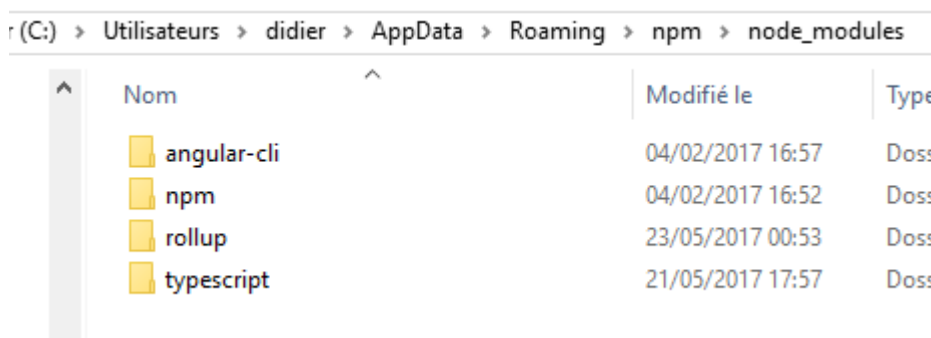 r (C:) > Utilisateurs > didier > AppData > Roaming > npm > node_modules
Nom Modifié le Type
angular-cli 04/02/2017 16:57 Doss
npm 04/02/2017 16:52 Doss
rollup 23/05/2017 00:53 Doss
typescript 21/05/2017 17:57 Doss